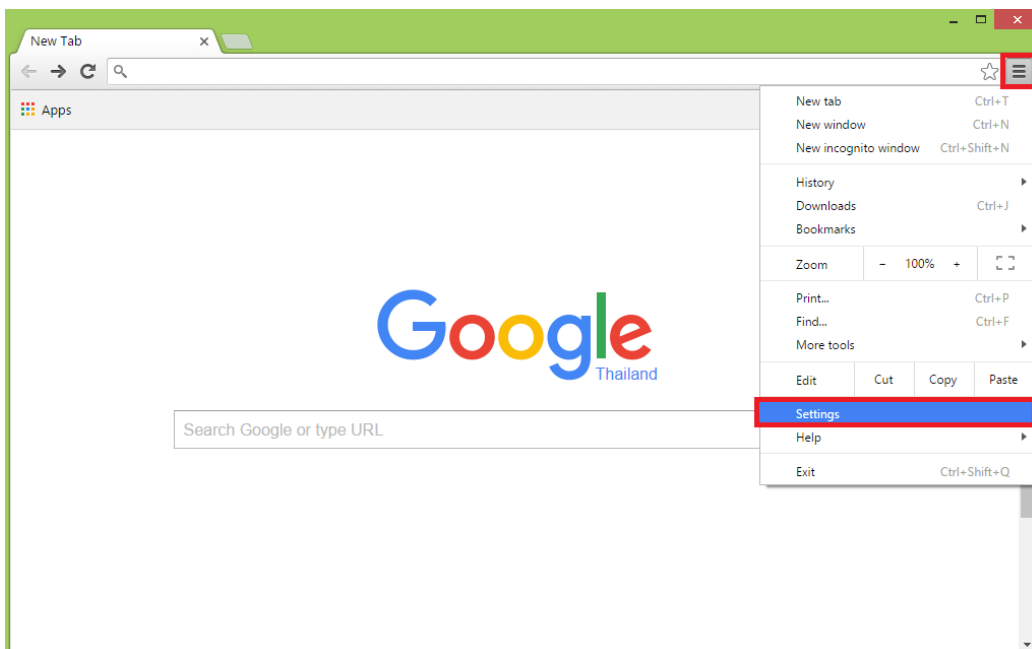 New Tab
Apps
New tab Ctrl+T
New window Ctrl+N
New incognito window Ctrl+Shift+N
History
Downloads Ctrl+J
Bookmarks
Zoom – 100% +
Print... Ctrl+P
Find... Ctrl+F
More tools
Edit Cut Copy Paste
Settings
Help
Exit Ctrl+Shift+Q
Google
Thailand
Search Google or type URL